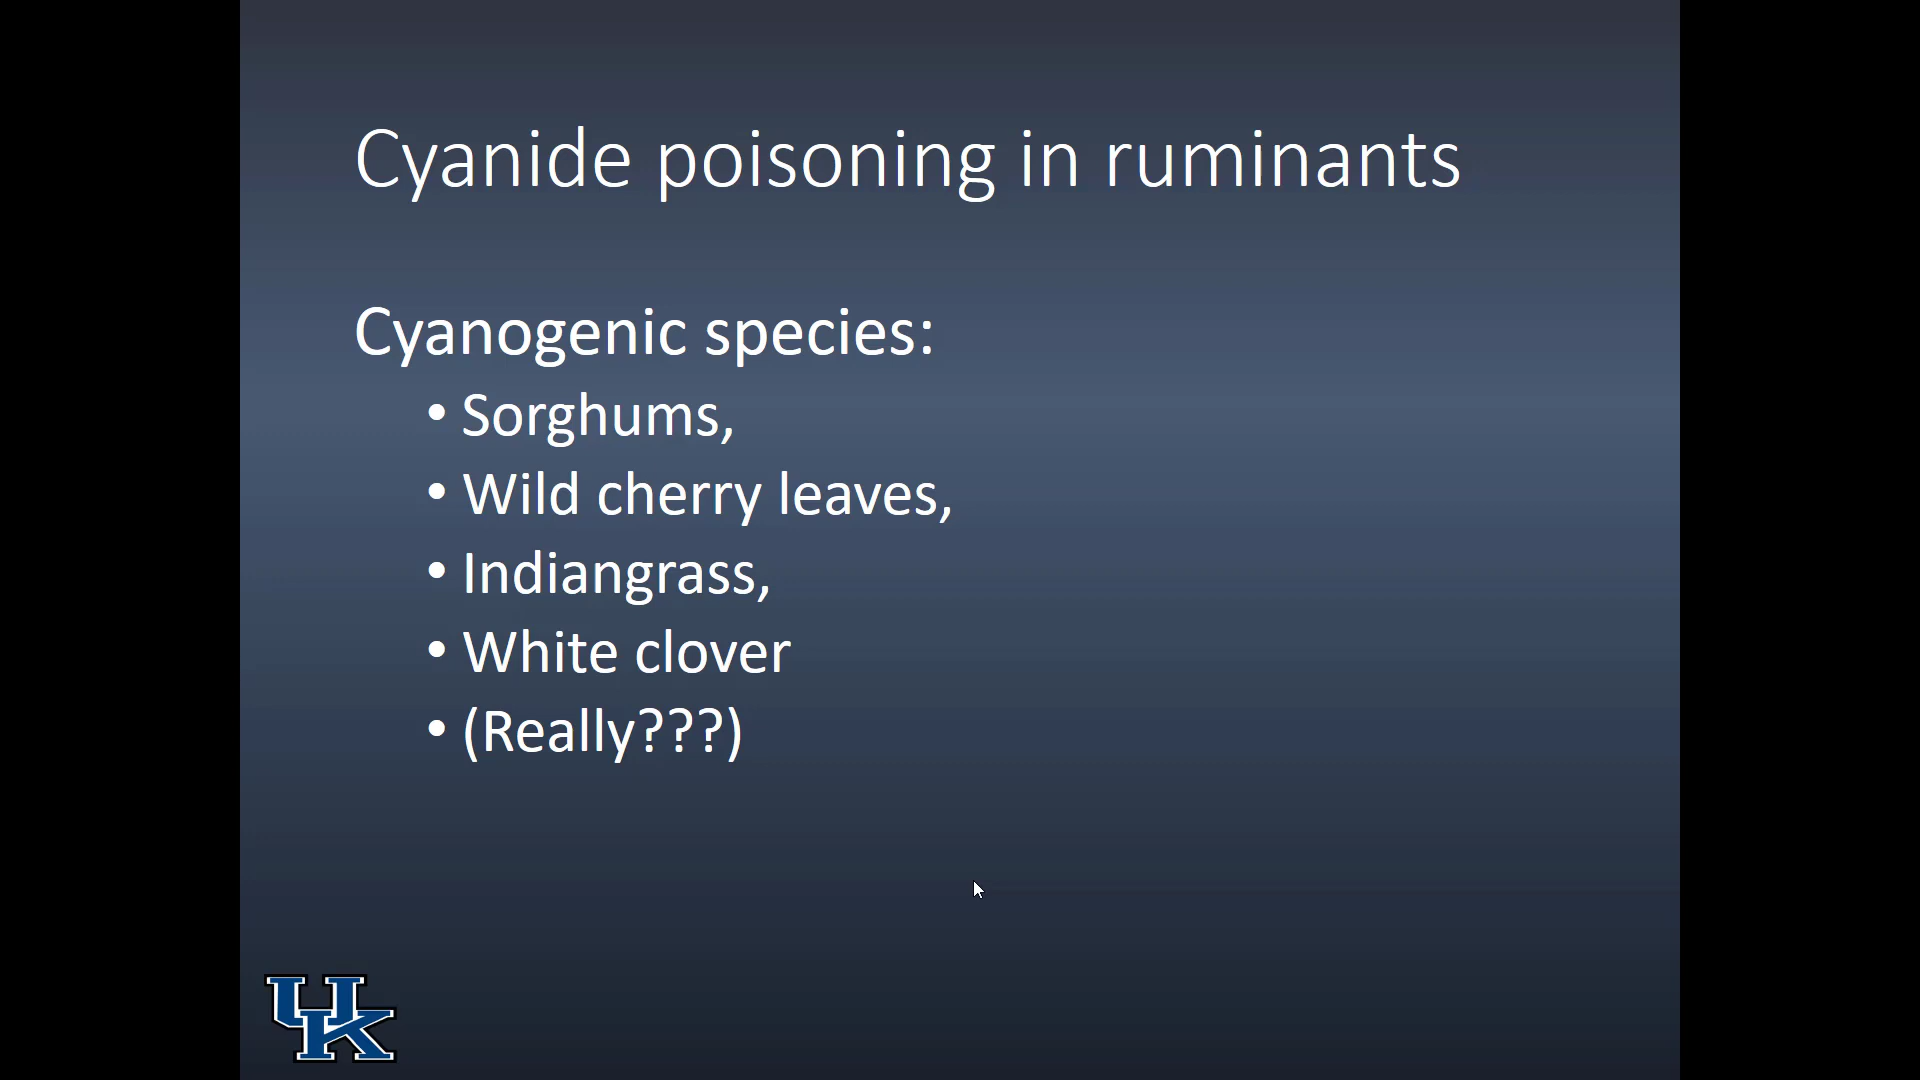 Cyanide poisoning in ruminants
Cyanogenic species:
• Sorghums,
• Wild cherry leaves,
• Indiangrass,
• White clover
• (Really???)
UK